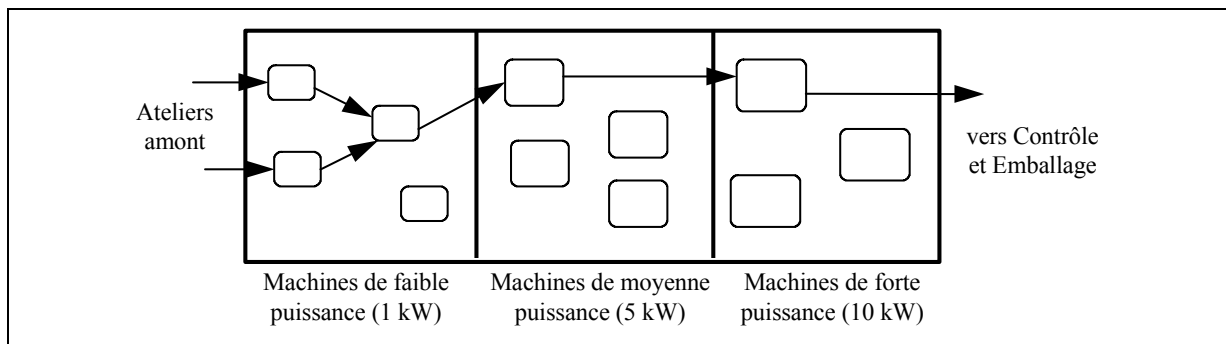 Ateliers
amont
vers Contrôle
et Emballage
Machines de faible
puissance (1 kW)
Machines de moyenne
puissance (5 kW)
Machines de forte
puissance (10 kW)